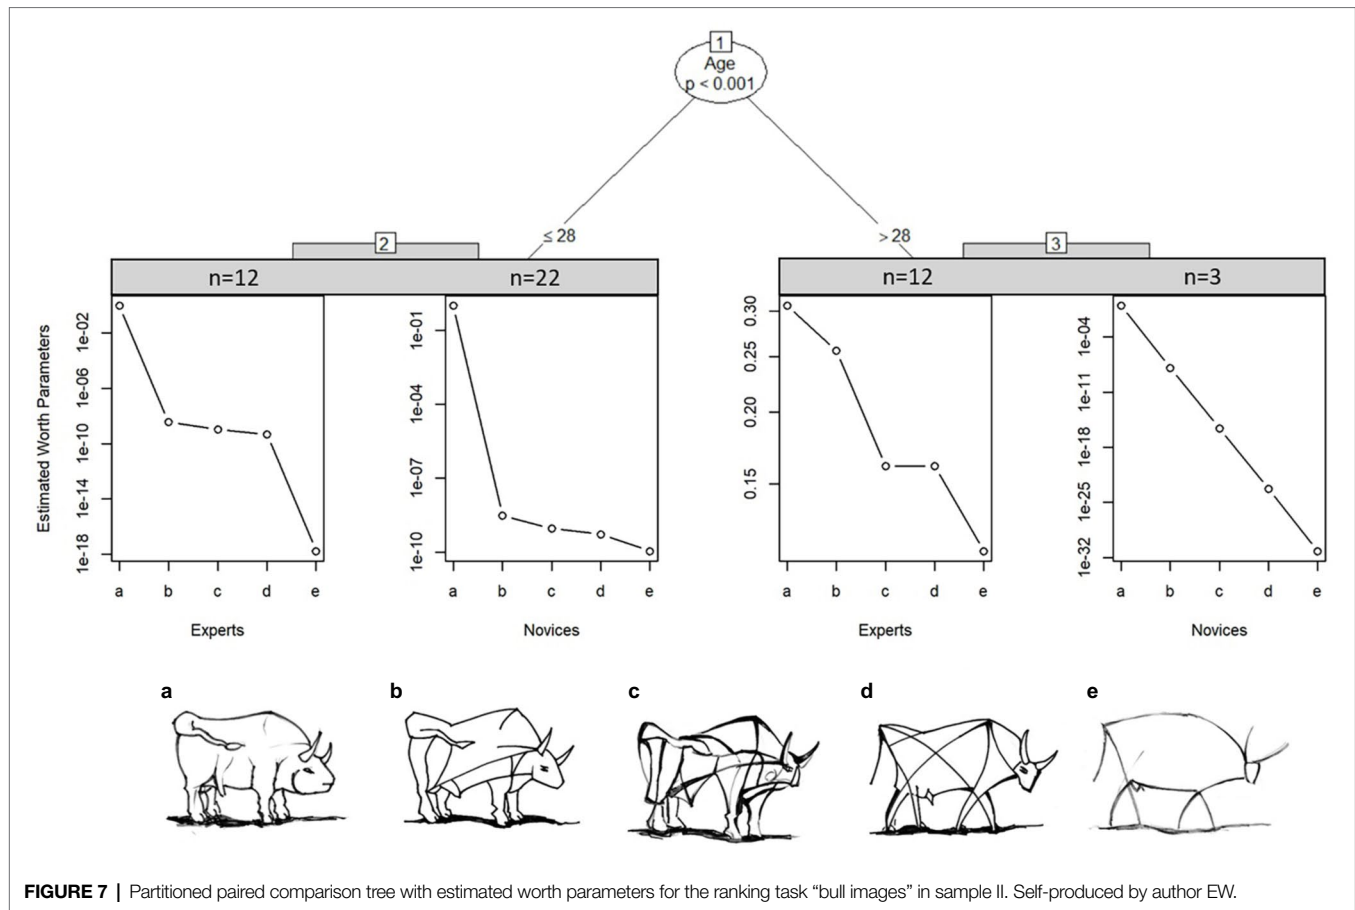 1
Age
p < 0.001
≤ 28
> 28
2
3
n=12
n=22
n=12
n=3
Estimated Worth Parameters
1e-02
1e-06
1e-10
1e-14
1e-18
a b c d e
Experts
1e-01
1e-04
1e-07
1e-10
a b c d e
Novices
0.30
0.25
0.20
0.15
a b c d e
Experts
1e-04
1e-11
1e-18
1e-25
1e-32
a b c d e
Novices
a
b
c
d
e
FIGURE 7 | Partitioned paired comparison tree with estimated worth parameters for the ranking task “bull images” in sample II. Self-produced by author EW.